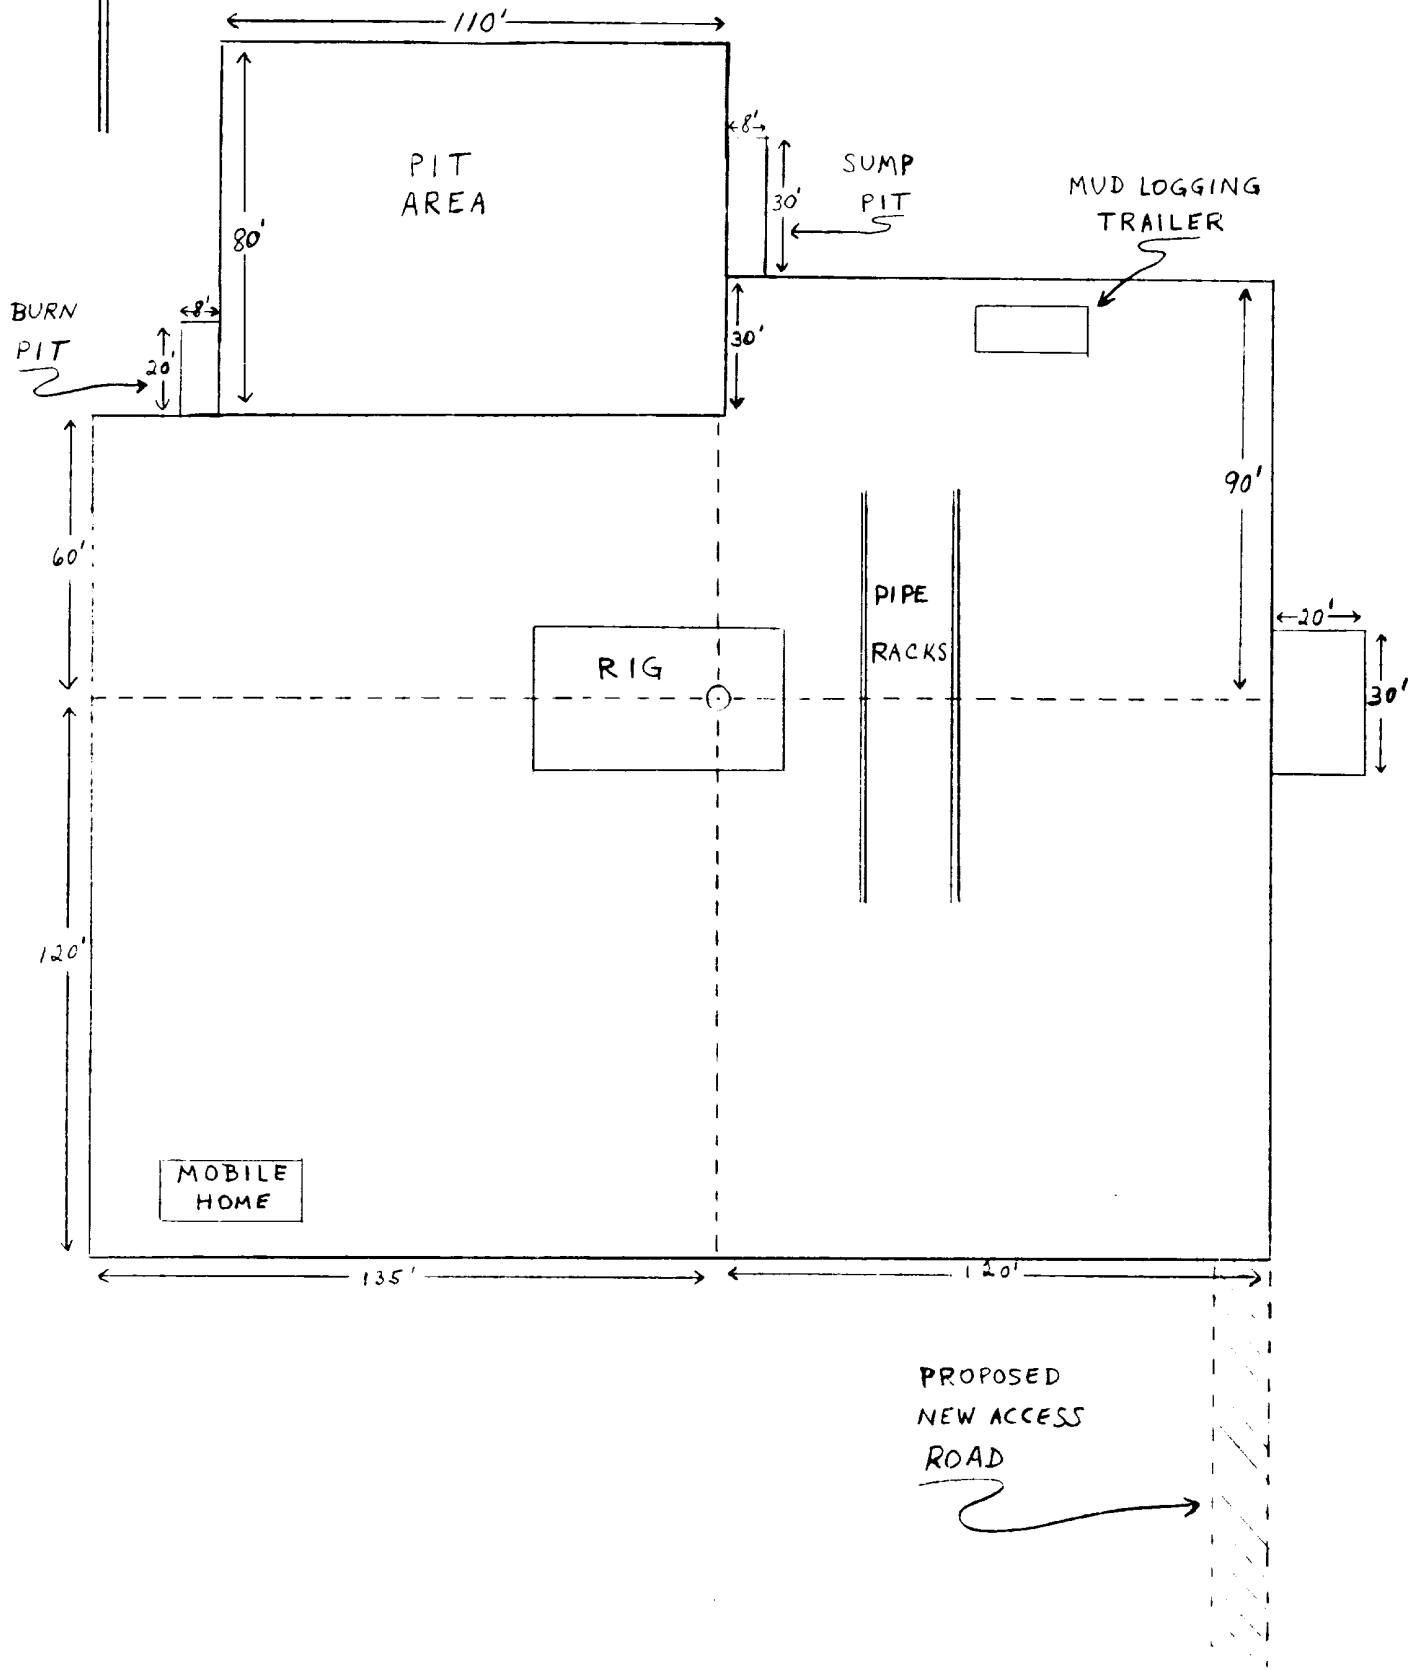 110'
PIT
AREA
8'
30'
SUMP
PIT
MUD LOGGING
TRAILER
80'
BURN
PIT
8'
20'
30'
90'
60'
PIPE
RACKS
RIG
20'
30'
120'
MOBILE
HOME
135'
120'
PROPOSED
NEW ACCESS
ROAD